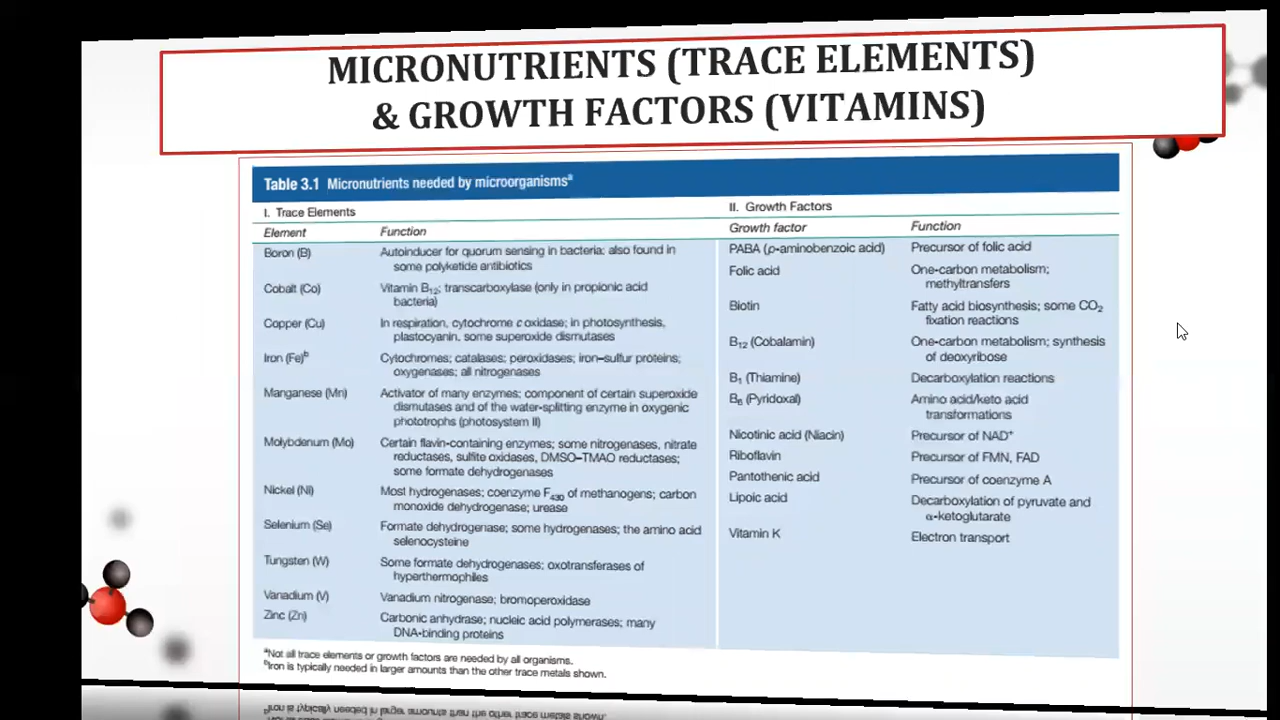 MICRONUTRIENTS (TRACE ELEMENTS)
& GROWTH FACTORS (VITAMINS)
Table 3.1 Micronutrients needed by microorganismsᵃ
I. Trace Elements
Element Function
Boron (B) Autoinducer for quorum sensing in bacteria; also found in
some polyketide antibiotics
Cobalt (Co) Vitamin B₁₂; transcarboxylase (only in propionic acid
bacteria)
Copper (Cu) In respiration, cytochrome c oxidase; in photosynthesis,
plastocyanin, some superoxide dismutases
Iron (Fe)ᵇ Cytochromes; catalases; peroxidases; iron–sulfur proteins;
oxygenases; all nitrogenases
Manganese (Mn) Activator of many enzymes; component of certain superoxide
dismutases and of the water-splitting enzyme in oxygenic
phototrophs (photosystem II)
Molybdenum (Mo) Certain flavin-containing enzymes; some nitrogenases, nitrate
reductases, sulfite oxidases, DMSO–TMAO reductases;
some formate dehydrogenases
Nickel (Ni) Most hydrogenases; coenzyme F₄₃₀ of methanogens; carbon
monoxide dehydrogenase; urease
Selenium (Se) Formate dehydrogenase; some hydrogenases; the amino acid
selenocysteine
Tungsten (W) Some formate dehydrogenases; oxotransferases of
hyperthermophiles
Vanadium (V) Vanadium nitrogenase; bromoperoxidase
Zinc (Zn) Carbonic anhydrase; nucleic acid polymerases; many
DNA-binding proteins
II. Growth Factors
Growth factor Function
PABA (p-aminobenzoic acid) Precursor of folic acid
Folic acid One-carbon metabolism;
methyltransfers
Biotin Fatty acid biosynthesis; some CO₂
fixation reactions
B₁₂ (Cobalamin) One-carbon metabolism; synthesis
of deoxyribose
B₁ (Thiamine) Decarboxylation reactions
B₆ (Pyridoxal) Amino acid/keto acid
transformations
Nicotinic acid (Niacin) Precursor of NAD⁺
Riboflavin Precursor of FMN, FAD
Pantothenic acid Precursor of coenzyme A
Lipoic acid Decarboxylation of pyruvate and
α-ketoglutarate
Vitamin K Electron transport
ᵃNot all trace elements or growth factors are needed by all organisms.
ᵇIron is typically needed in larger amounts than the other trace metals shown.